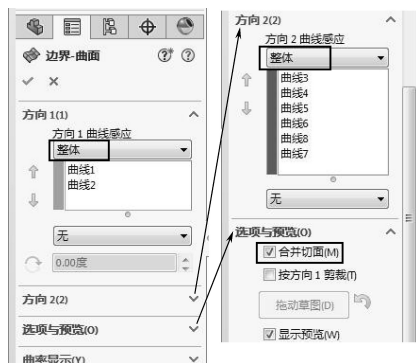 边界-曲面
方向1(1)
方向 1 曲线感应
整体
曲线1
曲线2
无
0.00度
方向 2(2)
选项与预览(O)
曲率显示(Y)
方向 2(2)
方向 2 曲线感应
整体
曲线3
曲线4
曲线5
曲线6
曲线8
曲线7
无
选项与预览(O)
合并切面(M)
按方向 1 剪裁(T)
拖动草图(D)
显示预览(W)